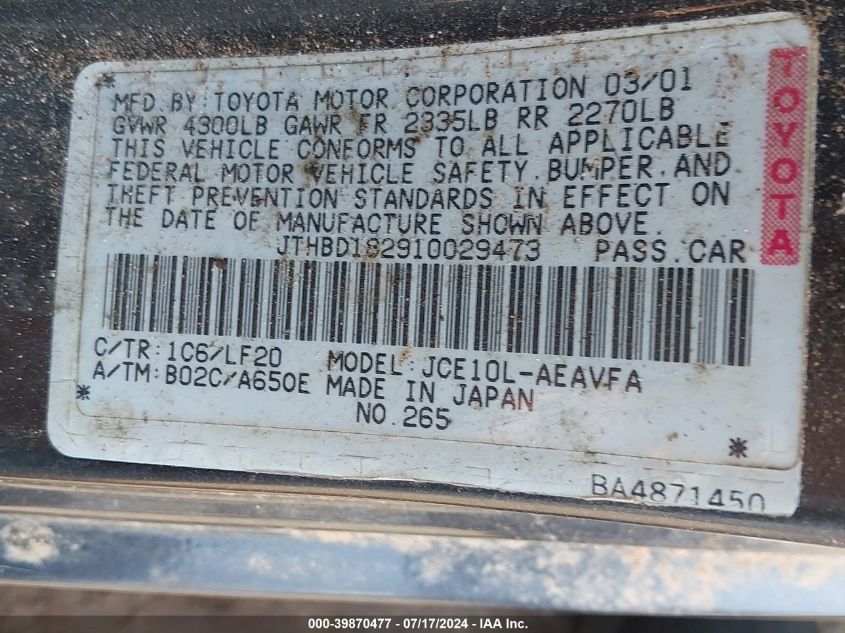 MFD. BY: TOYOTA MOTOR CORPORATION 03/01
GVWR 4300LB GAWR FR 2335LB RR 2270LB
THIS VEHICLE CONFORMS TO ALL APPLICABLE
FEDERAL MOTOR VEHICLE SAFETY, BUMPER, AND
THEFT PREVENTION STANDARDS IN EFFECT ON
THE DATE OF MANUFACTURE SHOWN ABOVE.
JTHBD182910029473 PASS. CAR
C/TR: 1C6/LF20 MODEL: JCE10L-AEAVFA
A/TM: B02C/A650E MADE IN JAPAN
* NO. 265 *
BA4871450
TOYOTA
000-39870477 - 07/17/2024 - IAA Inc.